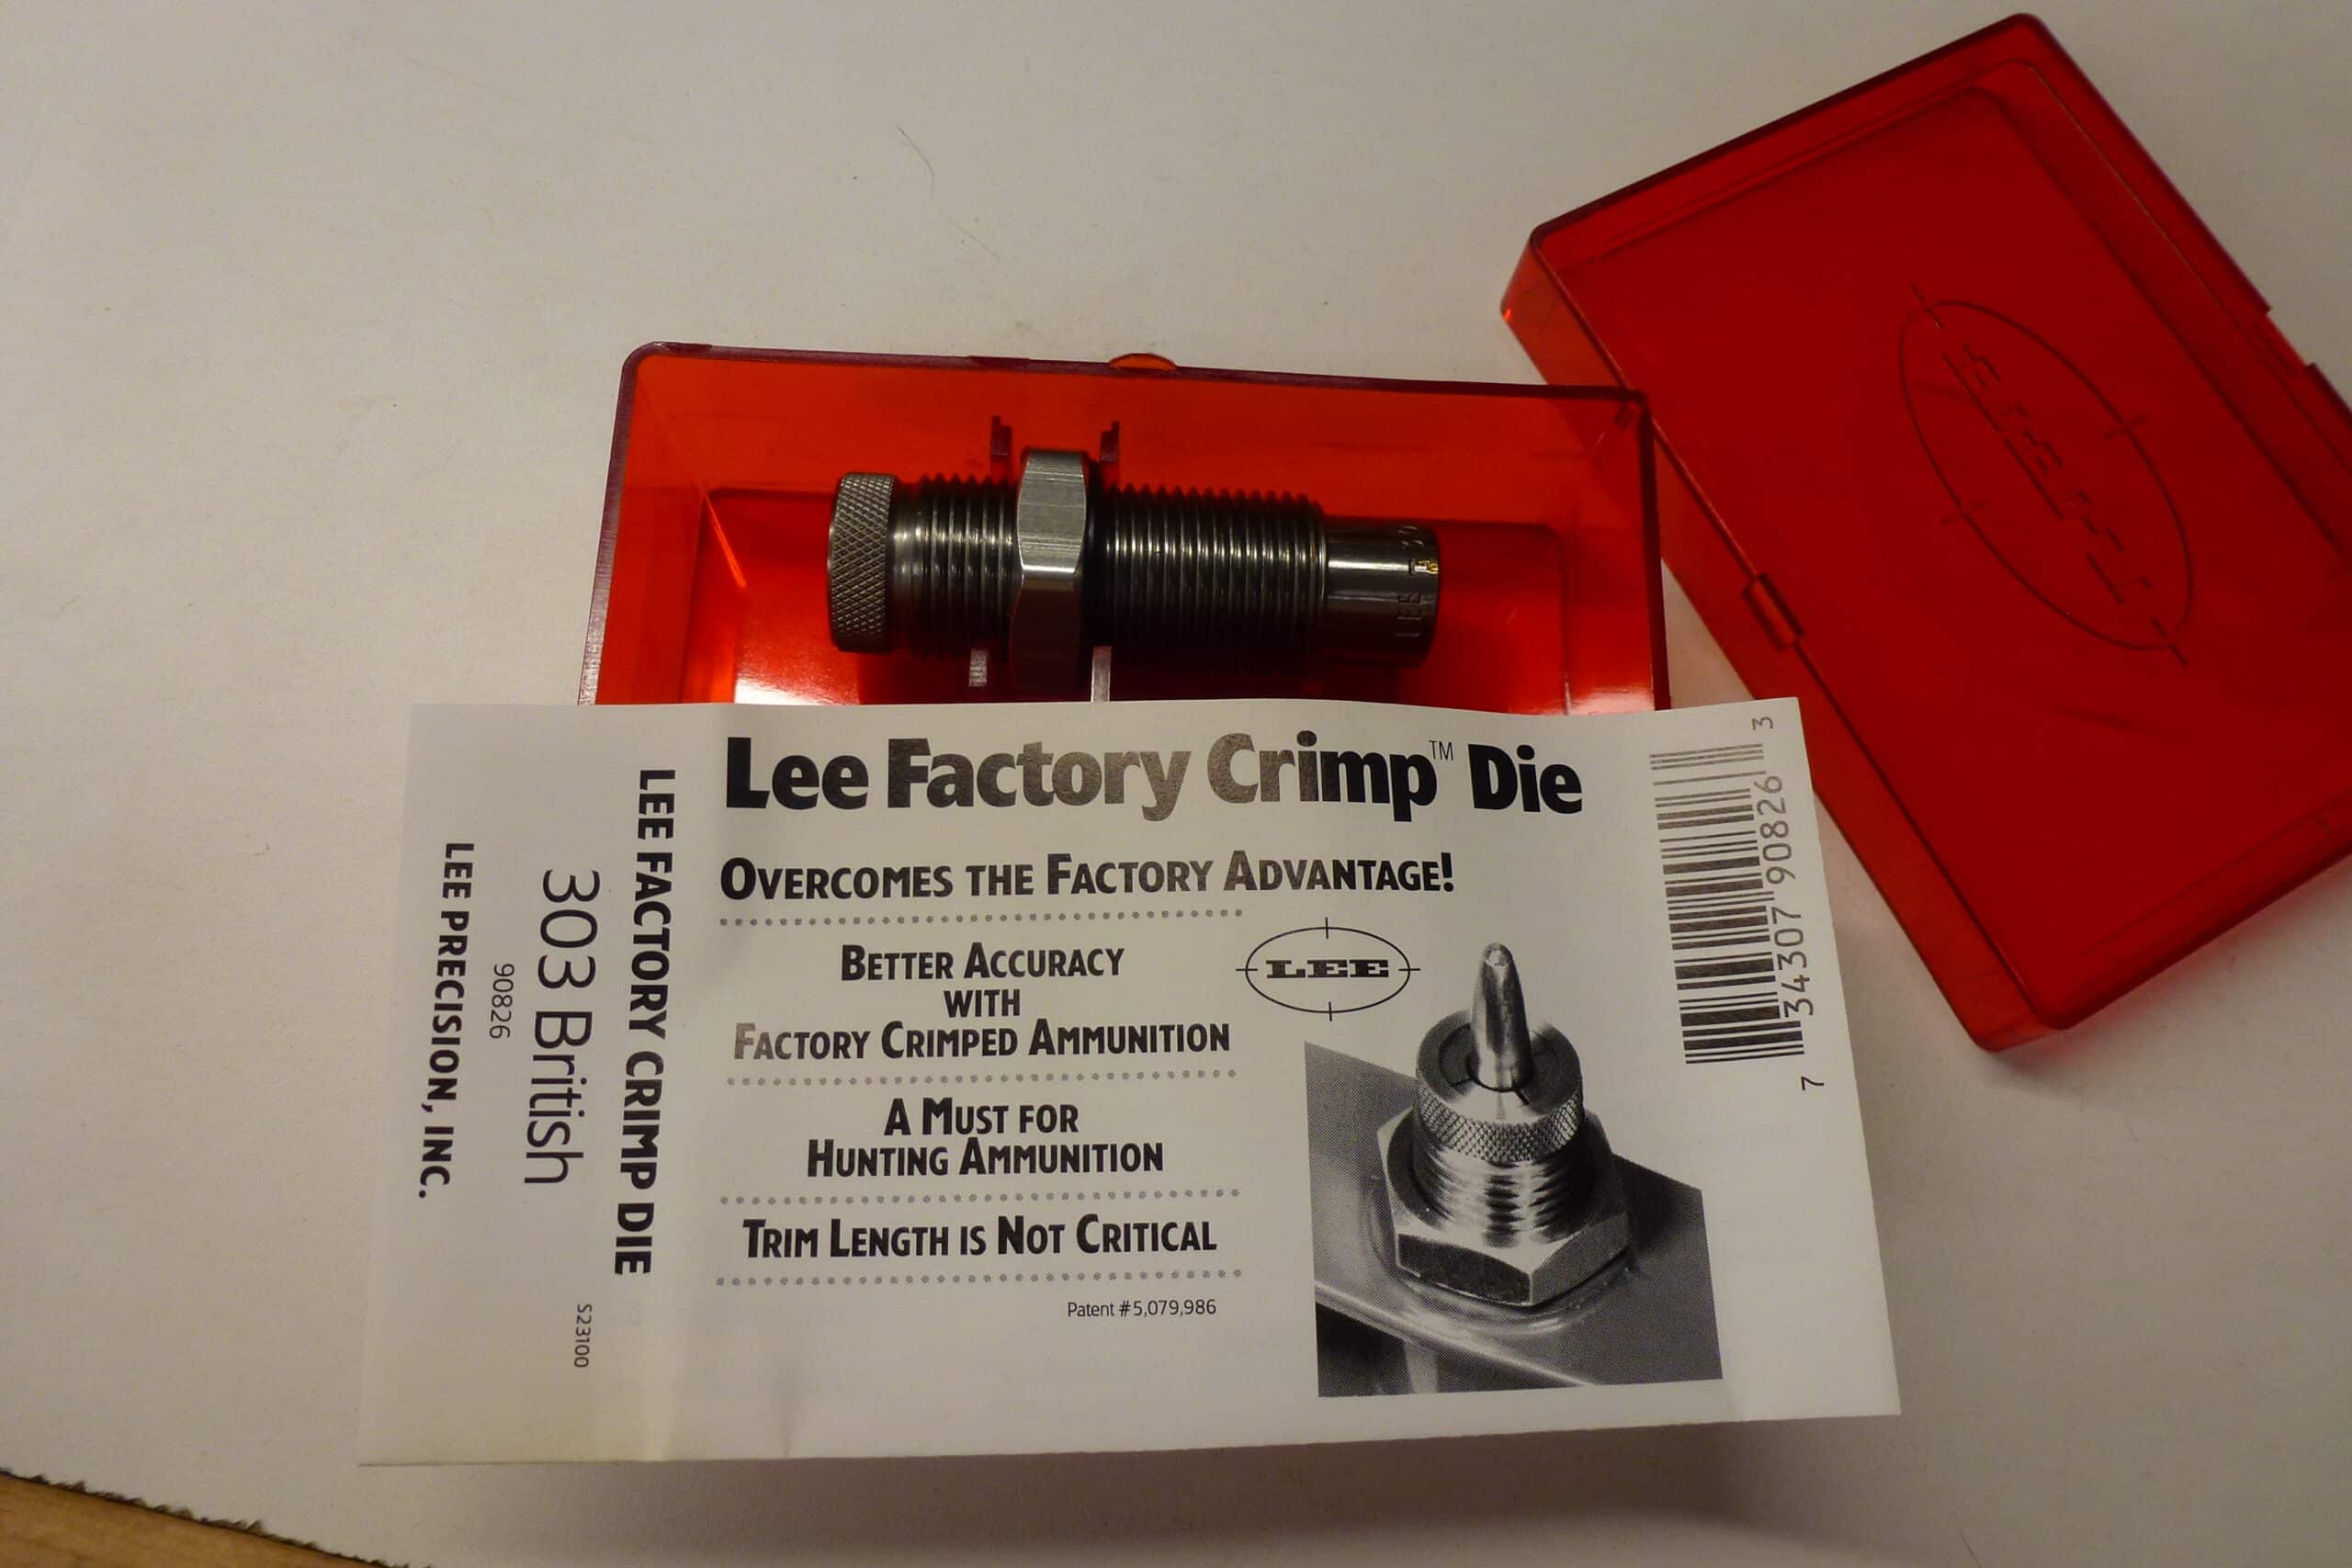 Lee Factory Crimp™ Die
OVERCOMES THE FACTORY ADVANTAGE!
BETTER ACCURACY
WITH
FACTORY CRIMPED AMMUNITION
A MUST FOR
HUNTING AMMUNITION
TRIM LENGTH IS NOT CRITICAL
Patent #5,079,986
LEE
LEE FACTORY CRIMP DIE
303 British
90826
LEE PRECISION, INC.
S23100
7 34307 90826 3
LEE
LEE